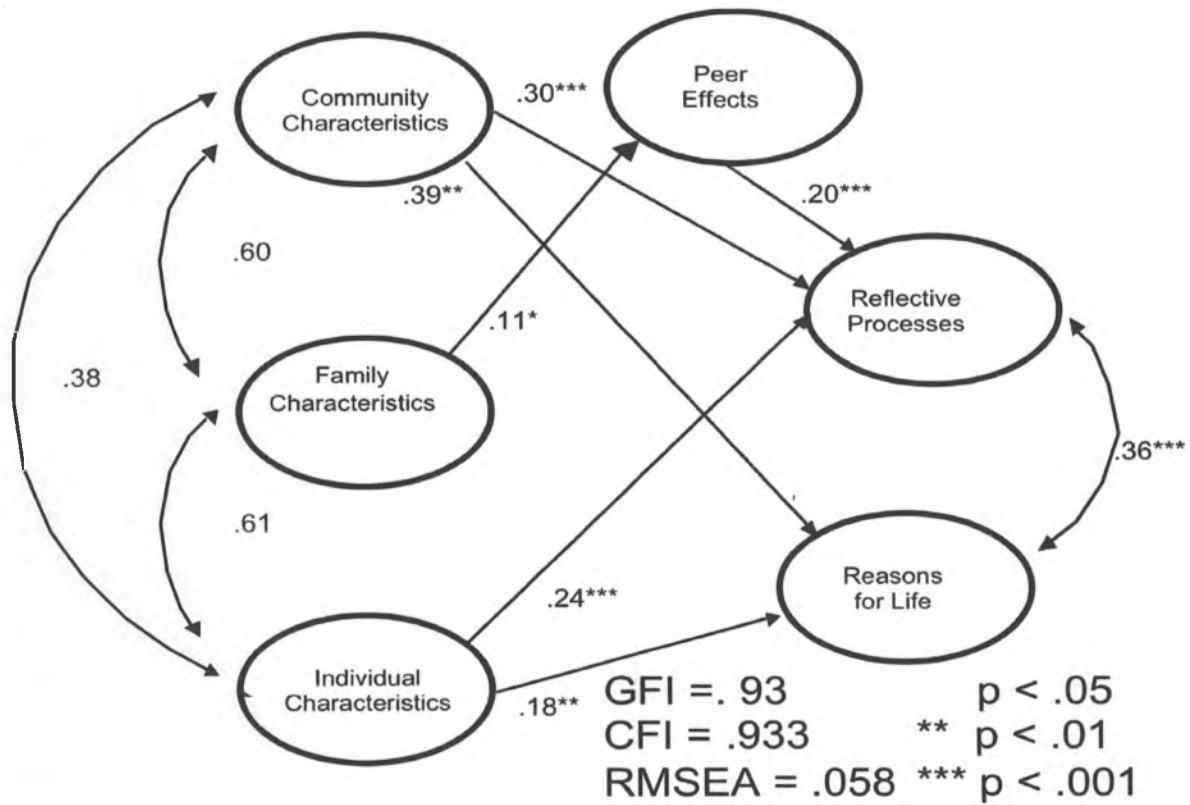 Peer
Effects
Community
Characteristics
.30***
.39**
.20***
.60
Reflective
Processes
.11*
.38
Family
Characteristics
.36***
.61
Reasons
for Life
.24***
Individual
Characteristics
.18**
GFI =. 93 p < .05
CFI = .933 ** p < .01
RMSEA = .058 *** p < .001